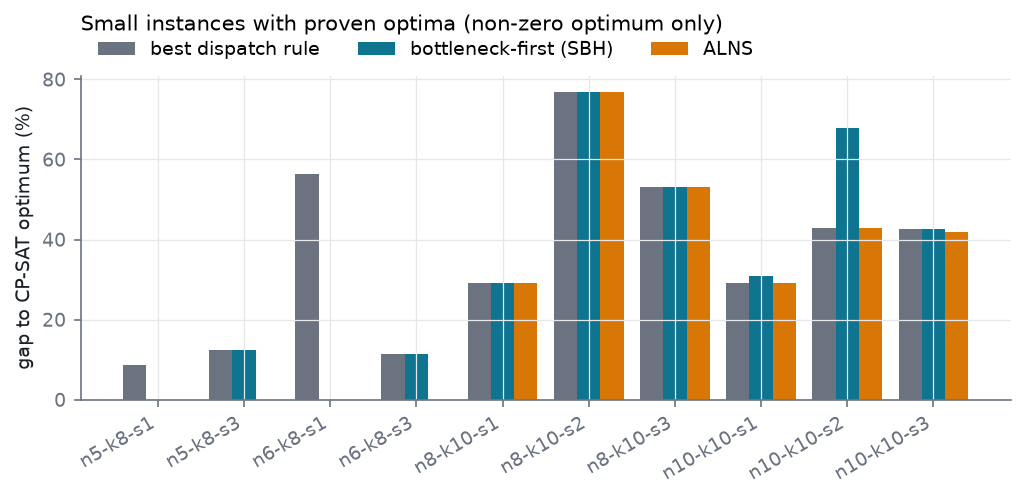 Small instances with proven optima (non-zero optimum only)
best dispatch rule
bottleneck-first (SBH)
ALNS
gap to CP-SAT optimum (%)
80
60
40
20
0
n5-k8-s1
n5-k8-s3
n6-k8-s1
n6-k8-s3
n8-k10-s1
n8-k10-s2
n8-k10-s3
n10-k10-s1
n10-k10-s2
n10-k10-s3